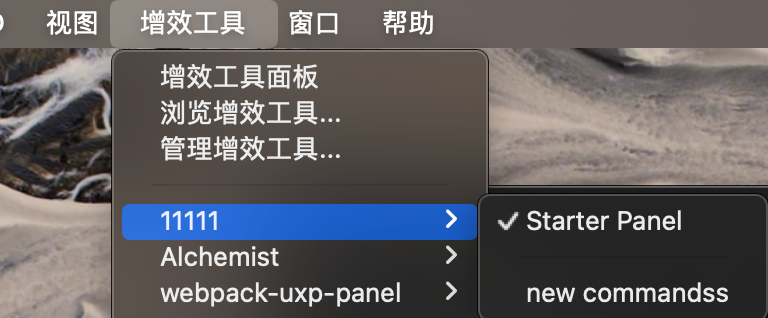 视图 增效工具 窗口 帮助
增效工具面板
浏览增效工具...
管理增效工具...
11111
Starter Panel
Alchemist
webpack-uxp-panel
new commandss